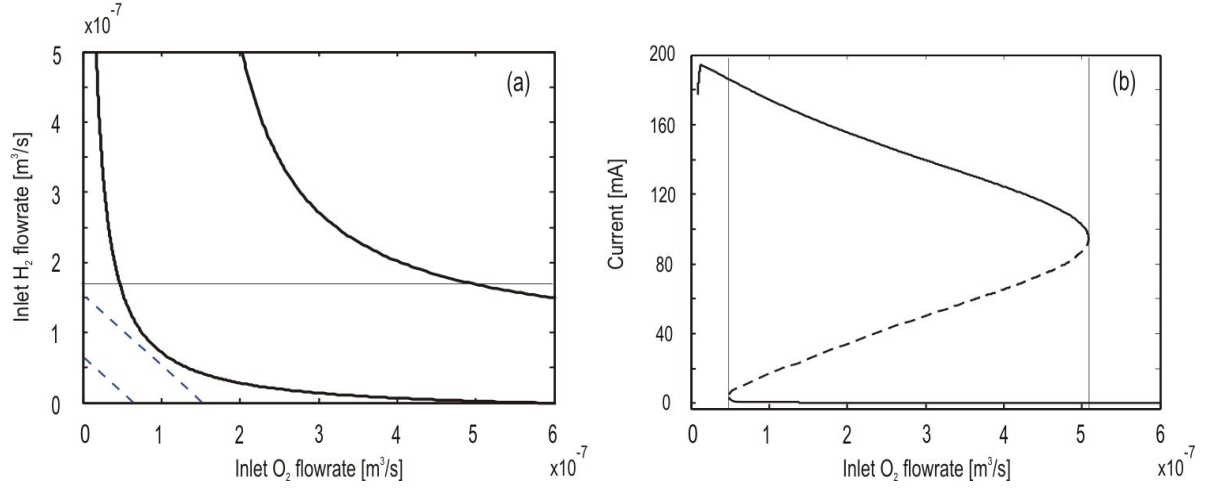 x10⁻⁷
5
4
3
2
1
0
Inlet H₂ flowrate [m³/s]
(a)
0 1 2 3 4 5 6
Inlet O₂ flowrate [m³/s]
x10⁻⁷
200
160
120
80
40
0
Current [mA]
(b)
0 1 2 3 4 5 6
Inlet O₂ flowrate [m³/s]
x10⁻⁷